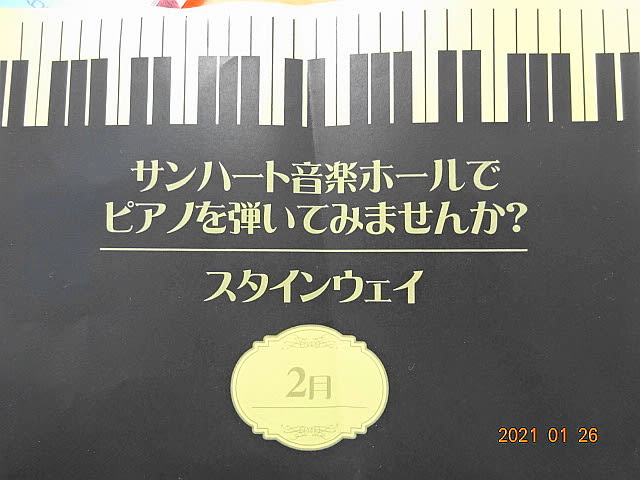 サンハート音楽ホールで
ピアノを弾いてみませんか?
スタインウェイ
2月
2021 01 26